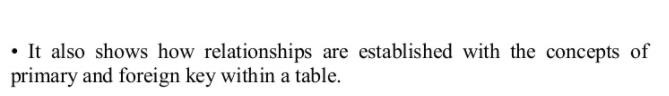 • It also shows how relationships are established with the concepts of
primary and foreign key within a table.